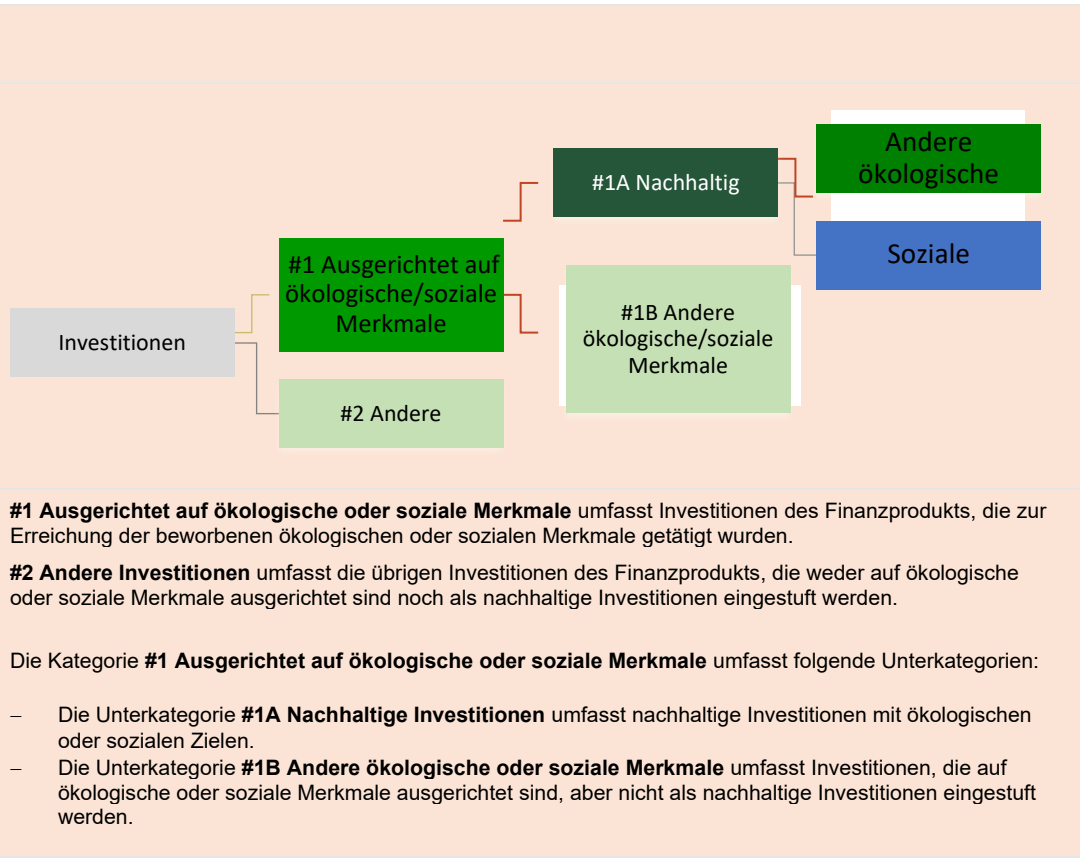 Andere
ökologische
#1A Nachhaltig
Soziale
#1 Ausgerichtet auf
ökologische/soziale
Merkmale
#1B Andere
ökologische/soziale
Merkmale
Investitionen
#2 Andere
#1 Ausgerichtet auf ökologische oder soziale Merkmale umfasst Investitionen des Finanzprodukts, die zur
Erreichung der beworbenen ökologischen oder sozialen Merkmale getätigt wurden.
#2 Andere Investitionen umfasst die übrigen Investitionen des Finanzprodukts, die weder auf ökologische
oder soziale Merkmale ausgerichtet sind noch als nachhaltige Investitionen eingestuft werden.
Die Kategorie #1 Ausgerichtet auf ökologische oder soziale Merkmale umfasst folgende Unterkategorien:
– Die Unterkategorie #1A Nachhaltige Investitionen umfasst nachhaltige Investitionen mit ökologischen
oder sozialen Zielen.
– Die Unterkategorie #1B Andere ökologische oder soziale Merkmale umfasst Investitionen, die auf
ökologische oder soziale Merkmale ausgerichtet sind, aber nicht als nachhaltige Investitionen eingestuft
werden.